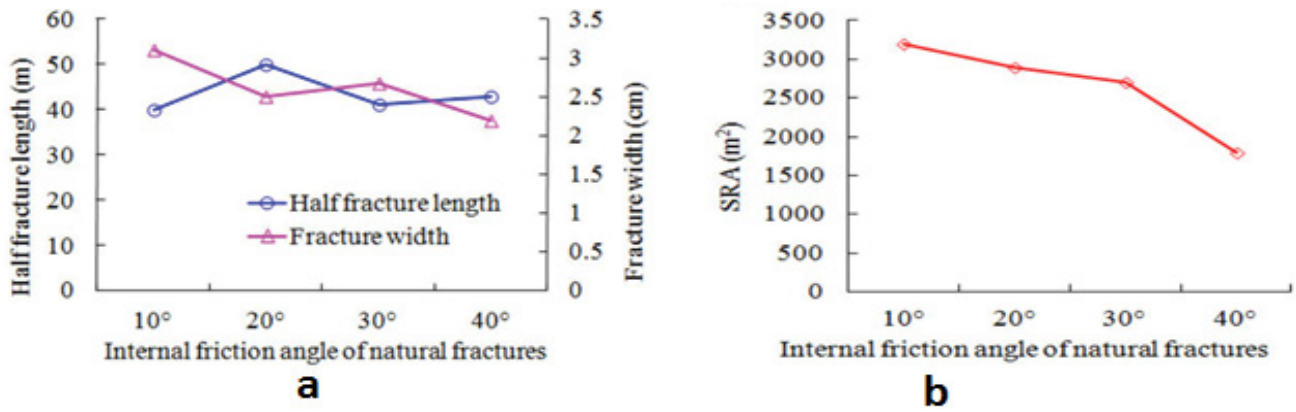 60
50
40
30
20
10
0
Half fracture length (m)
3.5
3
2.5
2
1.5
1
0.5
0
Fracture width (cm)
Half fracture length
Fracture width
10° 20° 30° 40°
Internal friction angle of natural fractures
a
3500
3000
2500
2000
1500
1000
500
0
SRA (m²)
10° 20° 30° 40°
Internal friction angle of natural fractures
b